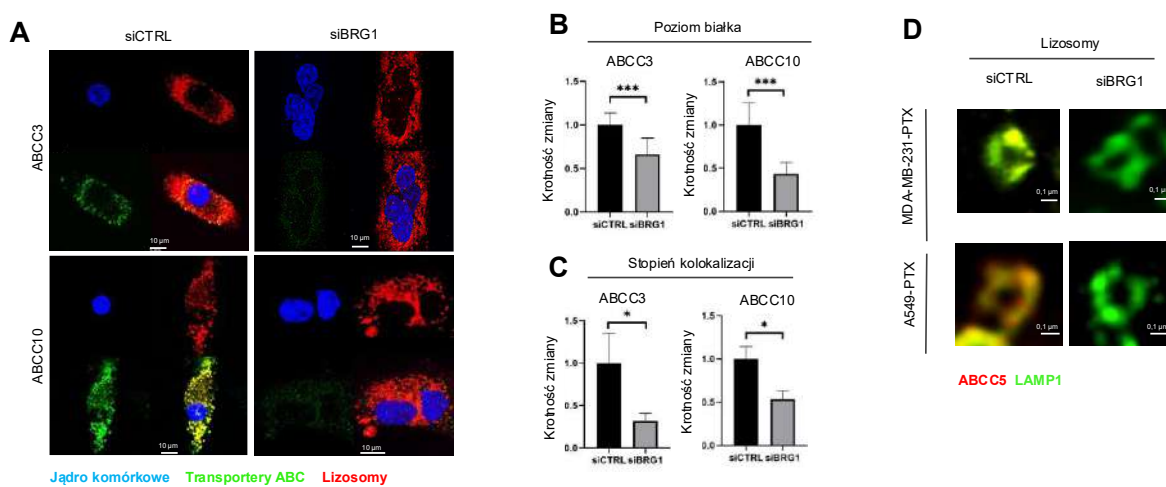 A
siCTRL
siBRG1
ABCC3
10 µm
10 µm
ABCC10
10 µm
10 µm
Jądro komórkowe Transportery ABC Lizosomy
B
Poziom białka
ABCC3
ABCC10
Krotność zmiany
1.5
1.0
0.5
0.0
***
siCTRL siBRG1
Krotność zmiany
1.5
1.0
0.5
0.0
***
siCTRL siBRG1
C
Stopień kolokalizacji
ABCC3
ABCC10
Krotność zmiany
1.5
1.0
0.5
0.0
*
siCTRL siBRG1
Krotność zmiany
1.5
1.0
0.5
0.0
*
siCTRL siBRG1
D
Lizosomy
siCTRL
siBRG1
MDA-MB-231-PTX
0,1 µm
0,1 µm
A549-PTX
0,1 µm
0,1 µm
ABCC5 LAMP1